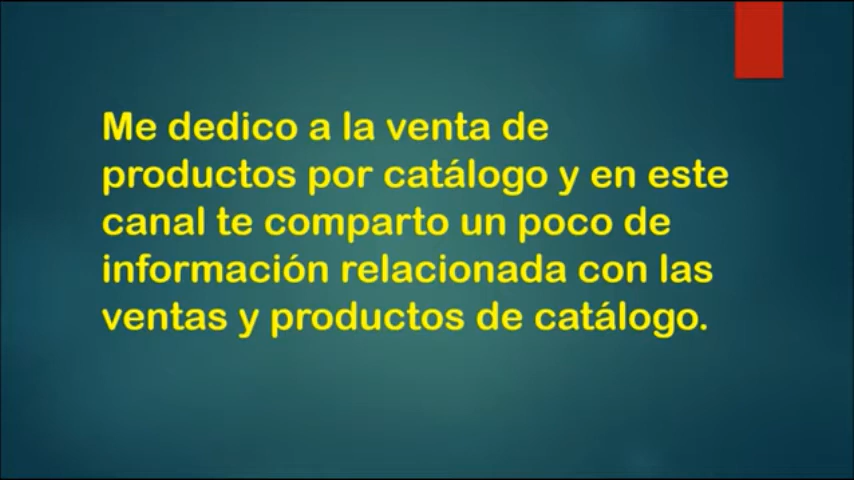 Me dedico a la venta de
productos por catálogo y en este
canal te comparto un poco de
información relacionada con las
ventas y productos de catálogo.